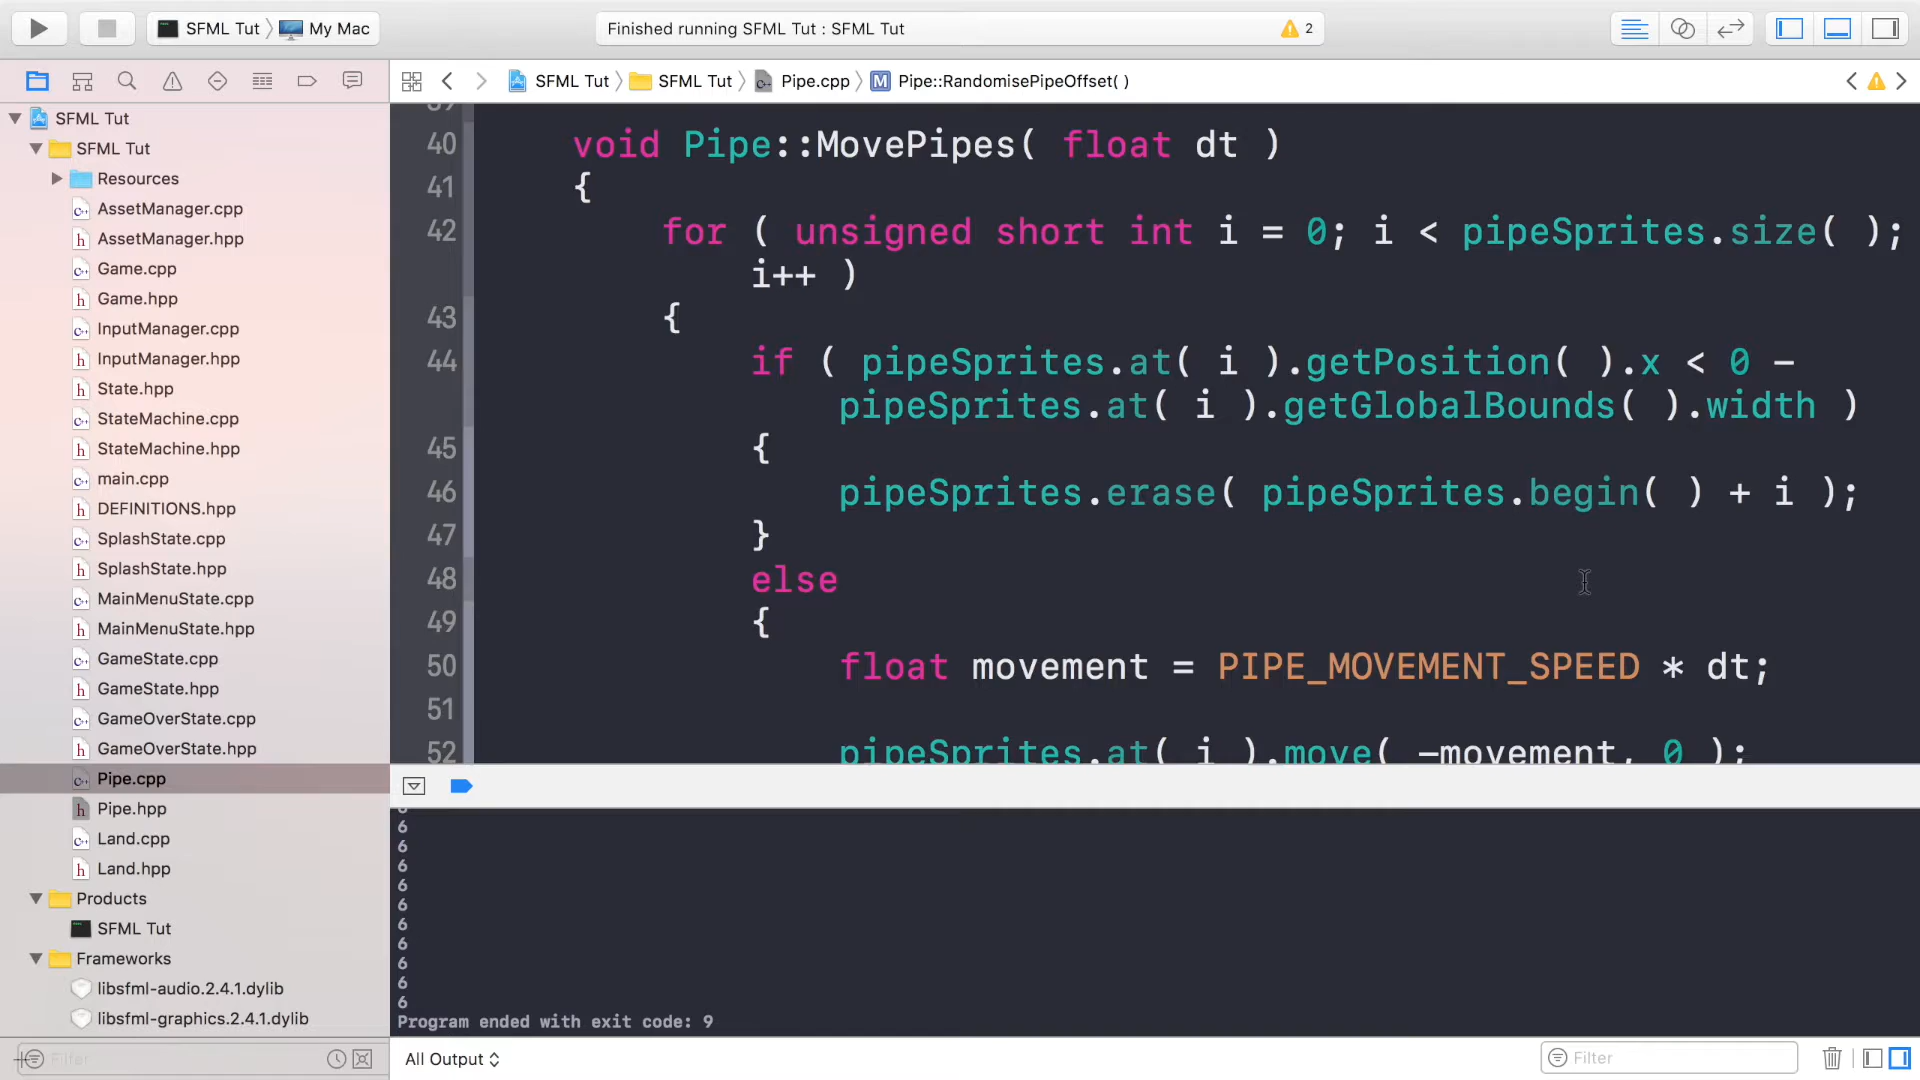 SFML Tut My Mac
Finished running SFML Tut : SFML Tut
2
SFML Tut SFML Tut Pipe.cpp M Pipe::RandomisePipeOffset( )
SFML Tut
SFML Tut
Resources
AssetManager.cpp
AssetManager.hpp
Game.cpp
Game.hpp
InputManager.cpp
InputManager.hpp
State.hpp
StateMachine.cpp
StateMachine.hpp
main.cpp
DEFINITIONS.hpp
SplashState.cpp
SplashState.hpp
MainMenuState.cpp
MainMenuState.hpp
GameState.cpp
GameState.hpp
GameOverState.cpp
GameOverState.hpp
Pipe.cpp
Pipe.hpp
Land.cpp
Land.hpp
Products
SFML Tut
Frameworks
libsfml-audio.2.4.1.dylib
libsfml-graphics.2.4.1.dylib
Filter
39
40 void Pipe::MovePipes( float dt )
41 {
42 for ( unsigned short int i = 0; i < pipeSprites.size( );
i++ )
43 {
44 if ( pipeSprites.at( i ).getPosition( ).x < 0 -
pipeSprites.at( i ).getGlobalBounds( ).width )
45 {
46 pipeSprites.erase( pipeSprites.begin( ) + i );
47 }
48 else
49 {
50 float movement = PIPE_MOVEMENT_SPEED * dt;
51
52 pipeSprites.at( i ).move( -movement, 0 );
6
6
6
6
6
6
6
6
6
6
6
Program ended with exit code: 9
All Output
Filter